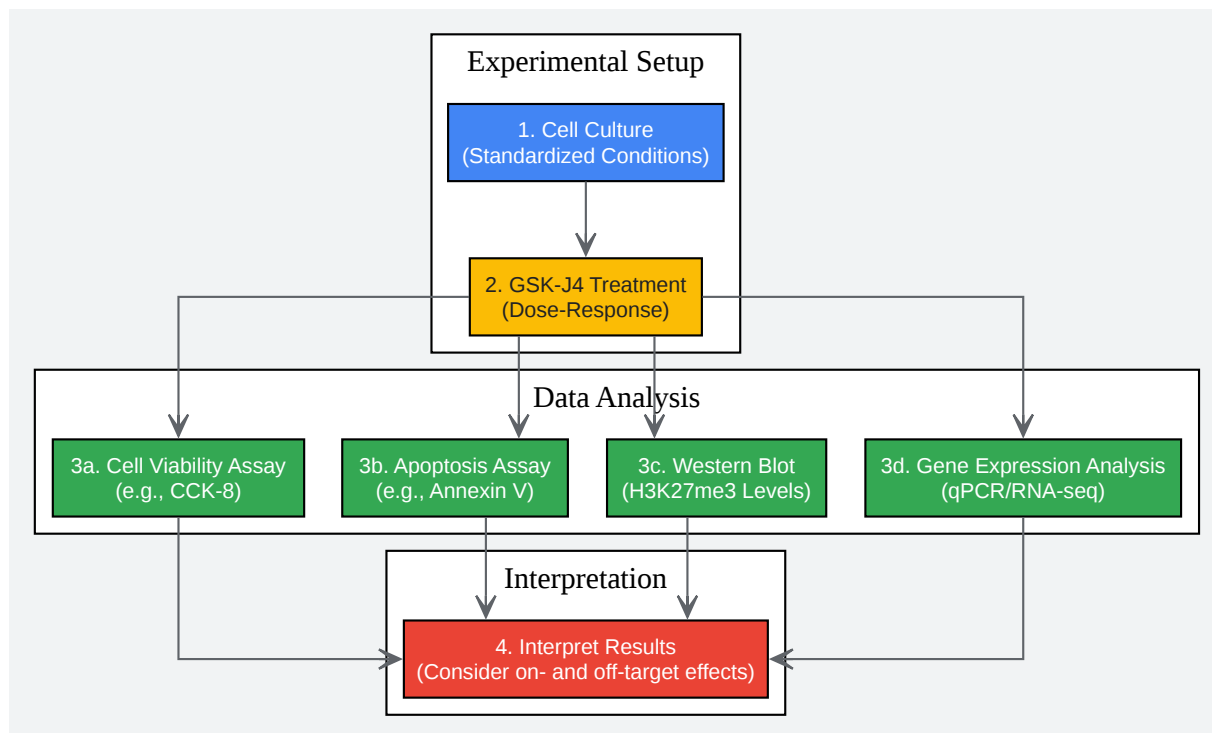 Experimental Setup
1. Cell Culture
(Standardized Conditions)
2. GSK-J4 Treatment
(Dose-Response)
Data Analysis
3a. Cell Viability Assay
(e.g., CCK-8)
3b. Apoptosis Assay
(e.g., Annexin V)
3c. Western Blot
(H3K27me3 Levels)
3d. Gene Expression Analysis
(qPCR/RNA-seq)
Interpretation
4. Interpret Results
(Consider on- and off-target effects)